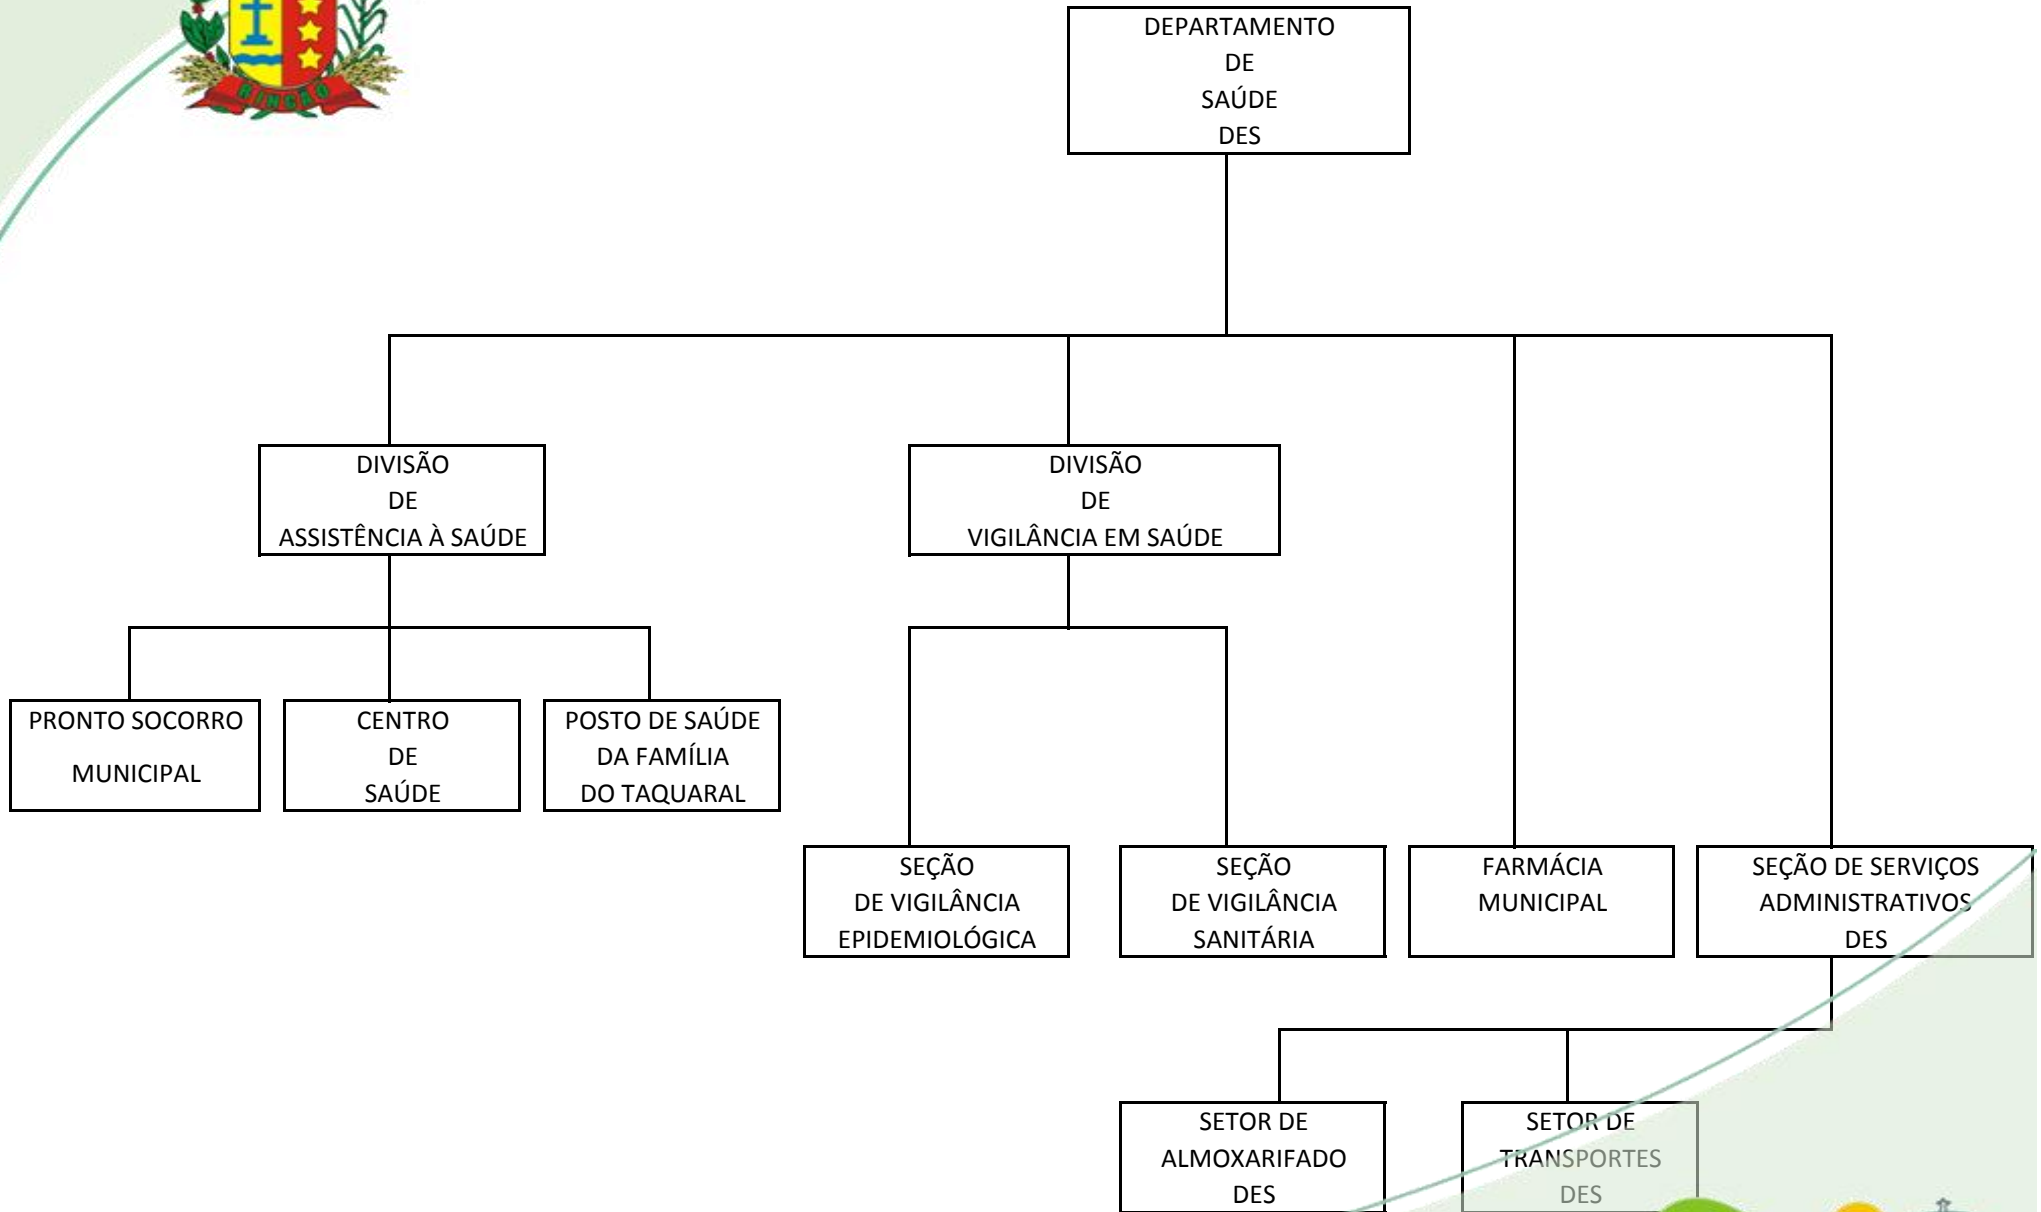 RINCÃO
DEPARTAMENTO
DE
SAÚDE
DES
DIVISÃO
DE
ASSISTÊNCIA À SAÚDE
DIVISÃO
DE
VIGILÂNCIA EM SAÚDE
PRONTO SOCORRO
MUNICIPAL
CENTRO
DE
SAÚDE
POSTO DE SAÚDE
DA FAMÍLIA
DO TAQUARAL
SEÇÃO
DE VIGILÂNCIA
EPIDEMIOLÓGICA
SEÇÃO
DE VIGILÂNCIA
SANITÁRIA
FARMÁCIA
MUNICIPAL
SEÇÃO DE SERVIÇOS
ADMINISTRATIVOS
DES
SETOR DE
ALMOXARIFADO
DES
SETOR DE
TRANSPORTES
DES